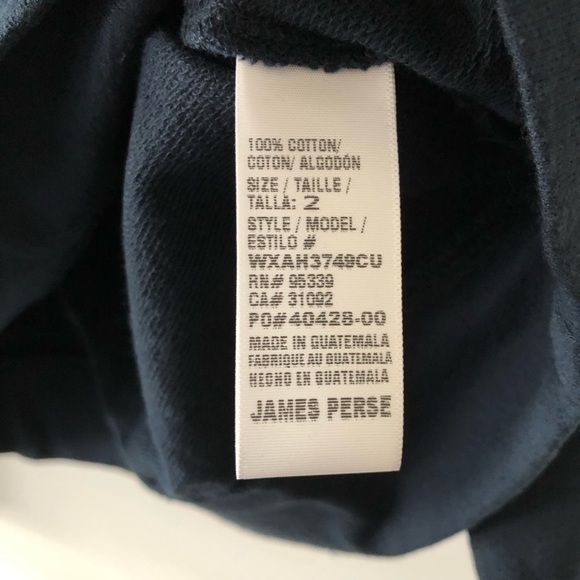 100% COTTON/
COTON/ ALGODÓN
SIZE / TAILLE /
TALLA: 2
STYLE / MODEL /
ESTILO #
WXAH3749CU
RN# 95339
CA# 31092
PO#40428-00
MADE IN GUATEMALA
FABRIQUE AU GUATEMALA
HECHO EN GUATEMALA
JAMES PERSE